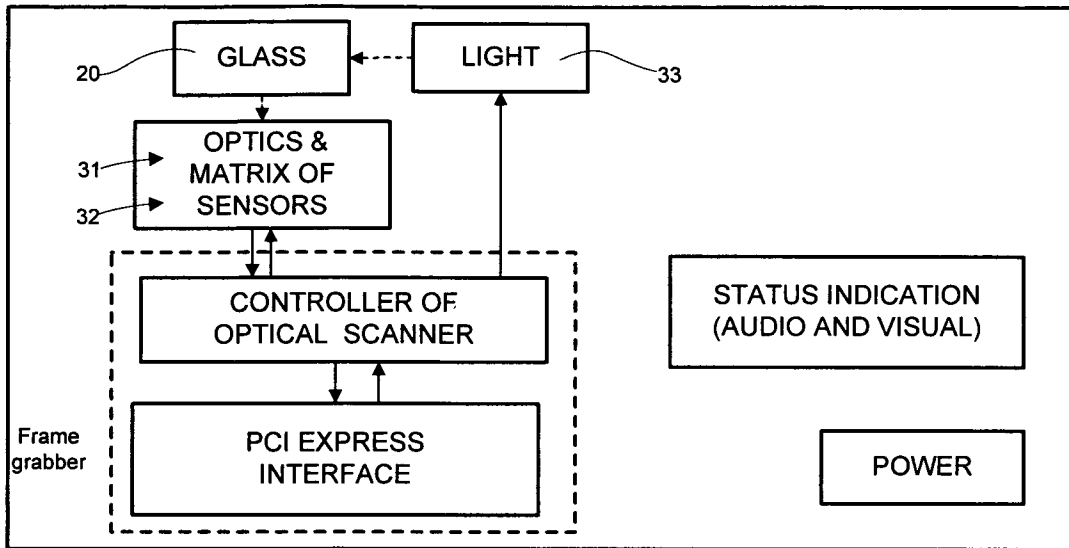 GLASS
LIGHT
20
33
OPTICS &
MATRIX OF
SENSORS
31
32
CONTROLLER OF
OPTICAL SCANNER
STATUS INDICATION
(AUDIO AND VISUAL)
Frame
grabber
PCI EXPRESS
INTERFACE
POWER